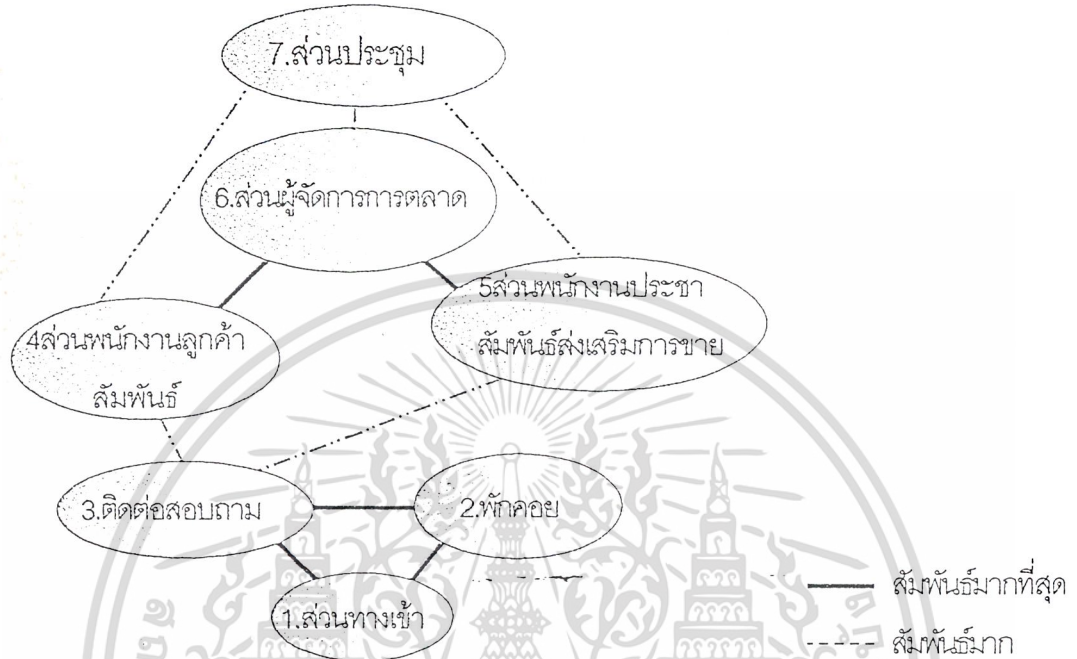 7.ส่วนประชุม
6.ส่วนผู้จัดการการตลาด
5ส่วนพนักงานประชา
สัมพันธ์ส่งเสริมการขาย
4ส่วนพนักงานลูกค้า
สัมพันธ์
3.ติดต่อสอบถาม
2.พักคอย
1.ส่วนทางเข้า
สัมพันธ์มากที่สุด
สัมพันธ์มาก